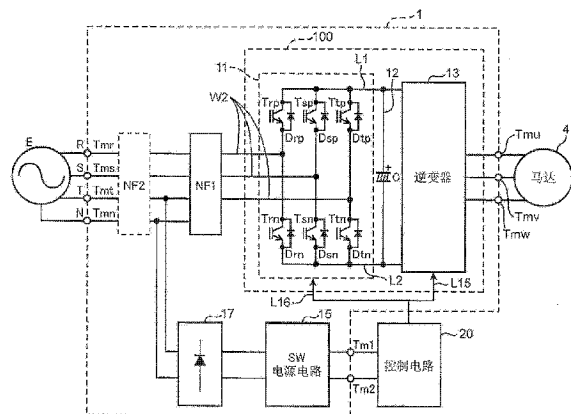 1
100
11
L1
12
13
W2
Trp
Tsp
Ttp
Drp
Dsp
Dtp
E
R
Tmr
S
Tms
T
Tmt
N
Tmn
NF2
NF1
+
C
逆变器
Tmu
4
马达
Tmv
Tmw
Trn
Tsn
Ttn
Drn
Dsn
Dtn
L2
L16
L15
17
15
SW
电源电路
Tm1
Tm2
20
控制电路